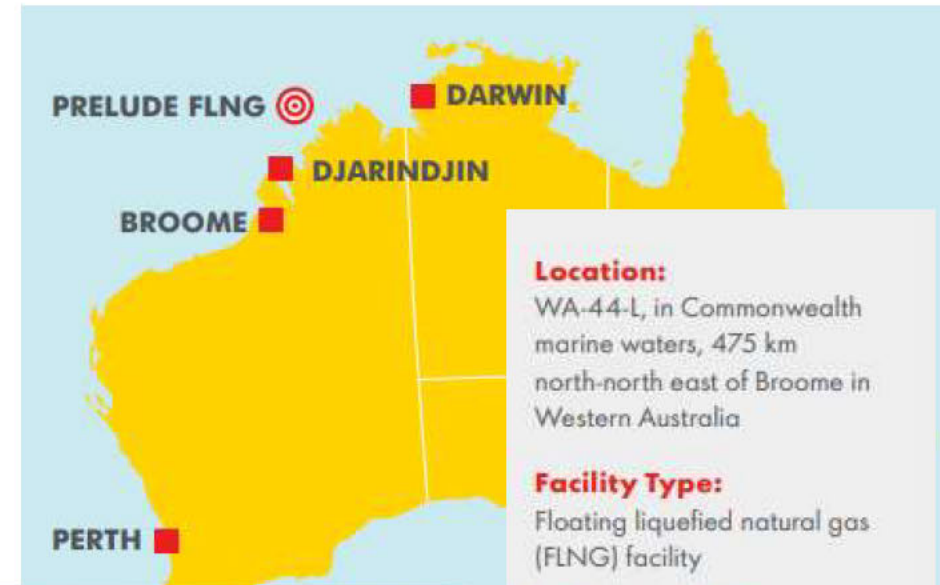 PRELUDE FLNG
DARWIN
DJARINDJIN
BROOME
Location:
WA-44-L, in Commonwealth
marine waters, 475 km
north-north east of Broome in
Western Australia
Facility Type:
Floating liquefied natural gas
(FLNG) facility
PERTH